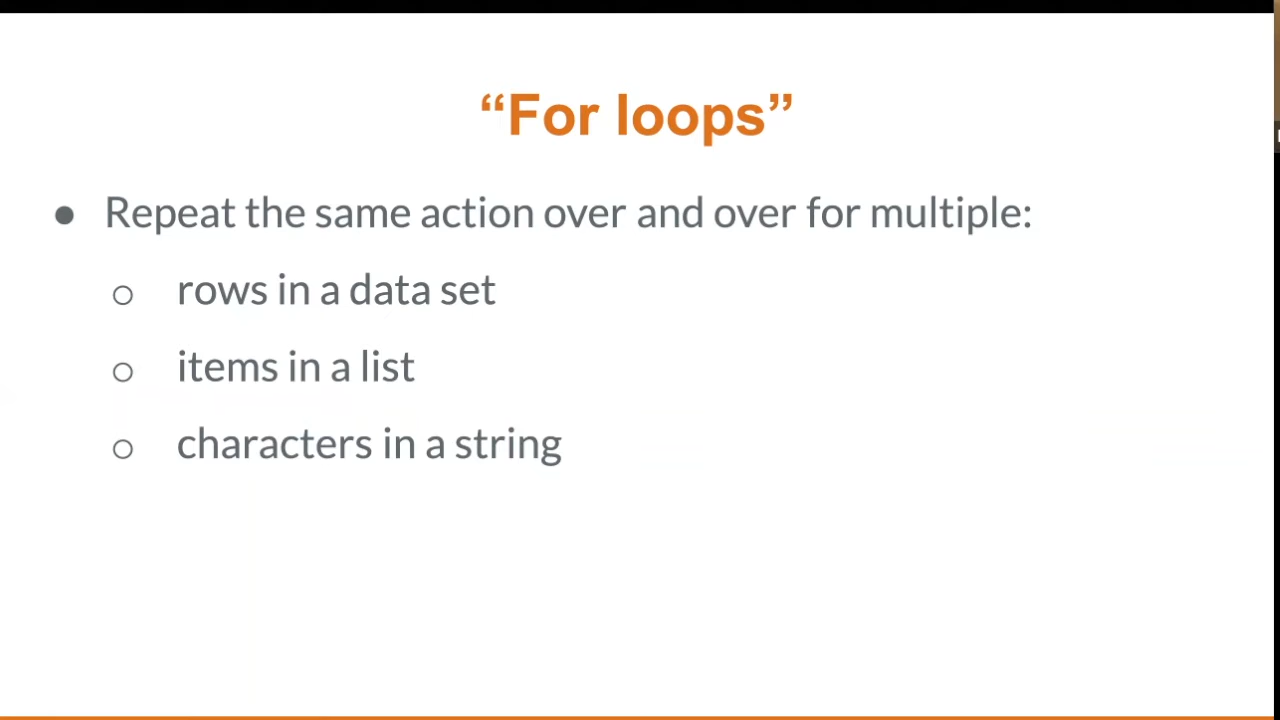 “For loops”
● Repeat the same action over and over for multiple:
○ rows in a data set
○ items in a list
○ characters in a string